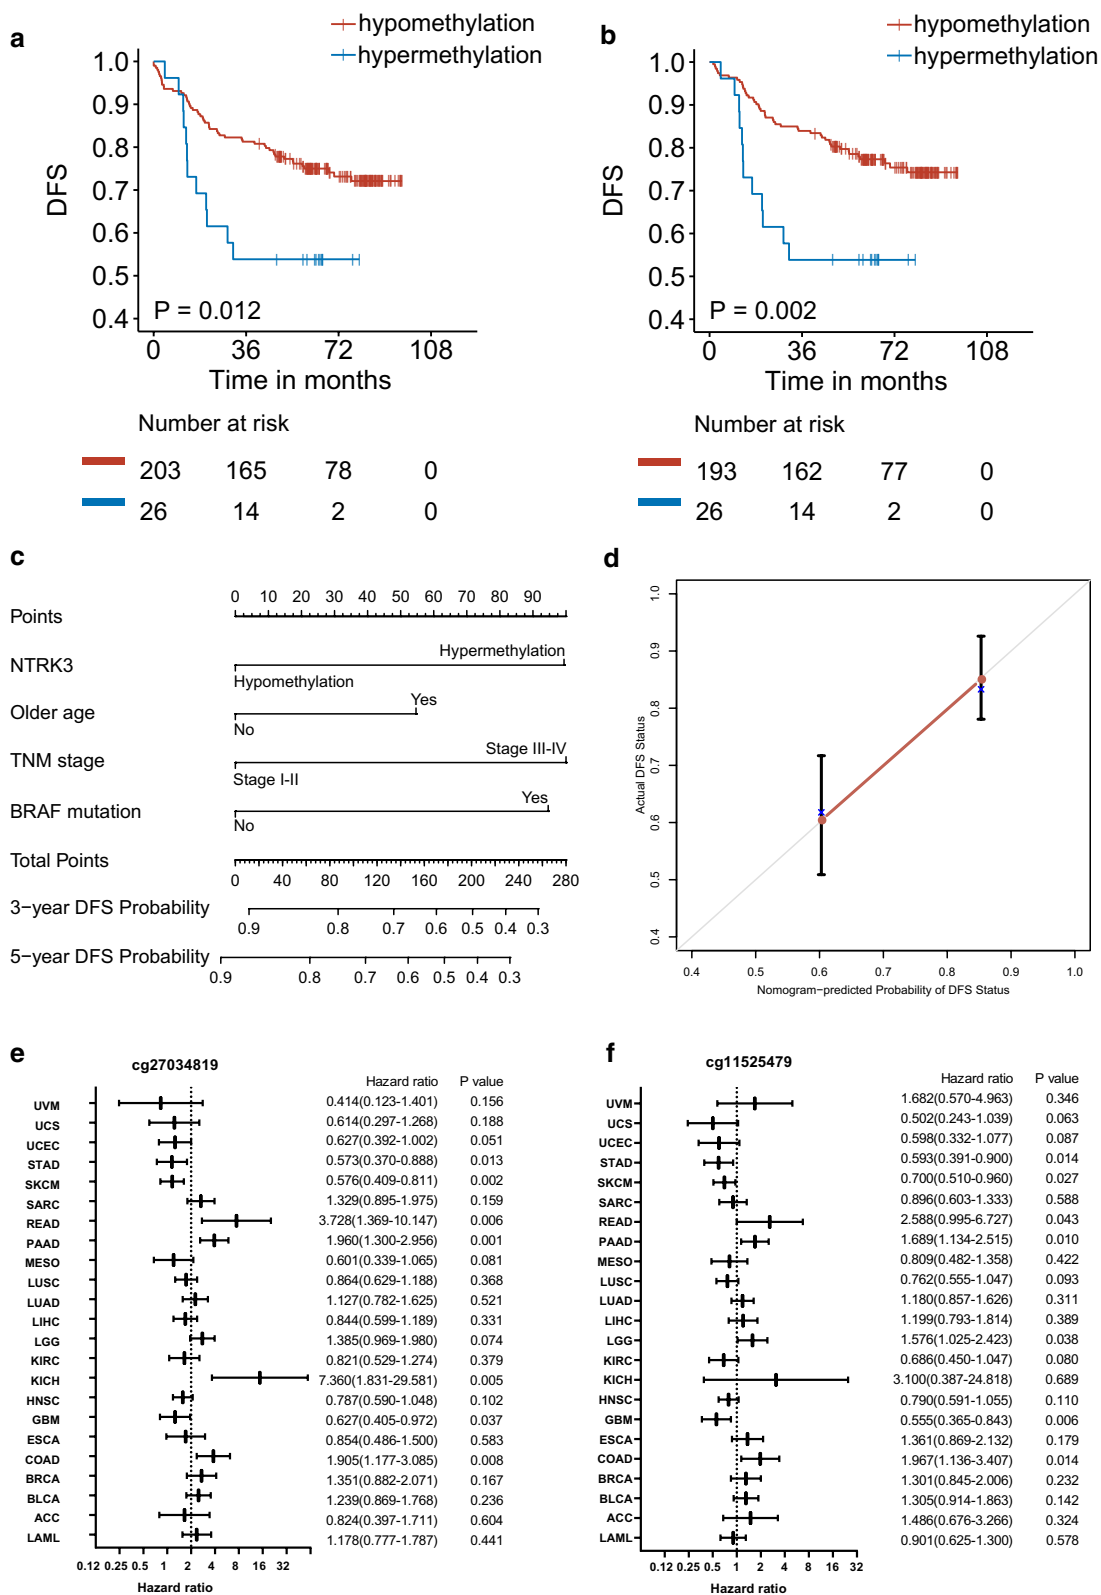 a
hypomethylation
hypermethylation
1.0
0.9
0.8
0.7
0.6
0.5
0.4
DFS
P = 0.012
0 36 72 108
Time in months
Number at risk
203 165 78 0
26 14 2 0
b
hypomethylation
hypermethylation
1.0
0.9
0.8
0.7
0.6
0.5
0.4
DFS
P = 0.002
0 36 72 108
Time in months
Number at risk
193 162 77 0
26 14 2 0
c
0 10 20 30 40 50 60 70 80 90
Points
Hypermethylation
NTRK3
Hypomethylation
Yes
Older age
No
Stage III-IV
TNM stage
Stage I-II
Yes
BRAF mutation
No
Total Points
0 40 80 120 160 200 240 280
3−year DFS Probability
0.9 0.8 0.7 0.6 0.5 0.4 0.3
5−year DFS Probability
0.9 0.8 0.7 0.6 0.5 0.4 0.3
d
1.0
0.9
0.8
0.7
0.6
0.5
0.4
Actual DFS Status
0.4 0.5 0.6 0.7 0.8 0.9 1.0
Nomogram−predicted Probability of DFS Status
e
cg27034819
Hazard ratio P value
UVM 0.414(0.123-1.401) 0.156
UCS 0.614(0.297-1.268) 0.188
UCEC 0.627(0.392-1.002) 0.051
STAD 0.573(0.370-0.888) 0.013
SKCM 0.576(0.409-0.811) 0.002
SARC 1.329(0.895-1.975) 0.159
READ 3.728(1.369-10.147) 0.006
PAAD 1.960(1.300-2.956) 0.001
MESO 0.601(0.339-1.065) 0.081
LUSC 0.864(0.629-1.188) 0.368
LUAD 1.127(0.782-1.625) 0.521
LIHC 0.844(0.599-1.189) 0.331
LGG 1.385(0.969-1.980) 0.074
KIRC 0.821(0.529-1.274) 0.379
KICH 7.360(1.831-29.581) 0.005
HNSC 0.787(0.590-1.048) 0.102
GBM 0.627(0.405-0.972) 0.037
ESCA 0.854(0.486-1.500) 0.583
COAD 1.905(1.177-3.085) 0.008
BRCA 1.351(0.882-2.071) 0.167
BLCA 1.239(0.869-1.768) 0.236
ACC 0.824(0.397-1.711) 0.604
LAML 1.178(0.777-1.787) 0.441
0.12 0.25 0.5 1 2 4 8 16 32
Hazard ratio
f
cg11525479
Hazard ratio P value
UVM 1.682(0.570-4.963) 0.346
UCS 0.502(0.243-1.039) 0.063
UCEC 0.598(0.332-1.077) 0.087
STAD 0.593(0.391-0.900) 0.014
SKCM 0.700(0.510-0.960) 0.027
SARC 0.896(0.603-1.333) 0.588
READ 2.588(0.995-6.727) 0.043
PAAD 1.689(1.134-2.515) 0.010
MESO 0.809(0.482-1.358) 0.422
LUSC 0.762(0.555-1.047) 0.093
LUAD 1.180(0.857-1.626) 0.311
LIHC 1.199(0.793-1.814) 0.389
LGG 1.576(1.025-2.423) 0.038
KIRC 0.686(0.450-1.047) 0.080
KICH 3.100(0.387-24.818) 0.689
HNSC 0.790(0.591-1.055) 0.110
GBM 0.555(0.365-0.843) 0.006
ESCA 1.361(0.869-2.132) 0.179
COAD 1.967(1.136-3.407) 0.014
BRCA 1.301(0.845-2.006) 0.232
BLCA 1.305(0.914-1.863) 0.142
ACC 1.486(0.676-3.266) 0.324
LAML 0.901(0.625-1.300) 0.578
0.12 0.25 0.5 1 2 4 8 16 32
Hazard ratio